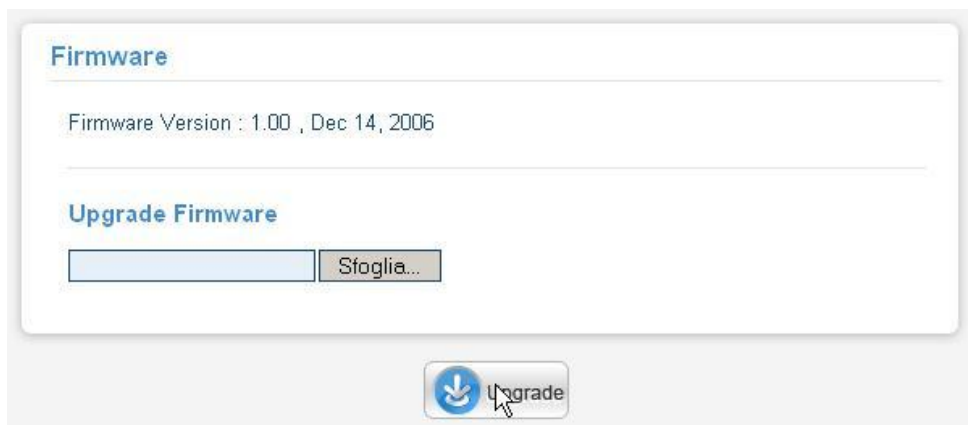 Firmware
Firmware Version : 1.00 , Dec 14, 2006
Upgrade Firmware
Sfoglia...
Upgrade